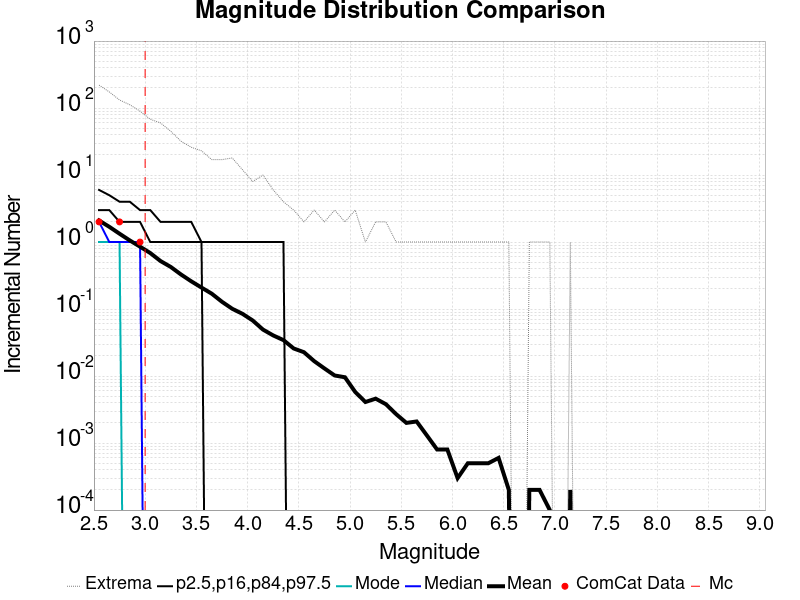 Magnitude Distribution Comparison
Incremental Number
10^3
10^2
10^1
10^0
10^-1
10^-2
10^-3
10^-4
2.5 3.0 3.5 4.0 4.5 5.0 5.5 6.0 6.5 7.0 7.5 8.0 8.5 9.0
Magnitude
Extrema p2.5,p16,p84,p97.5 Mode Median Mean ComCat Data Mc